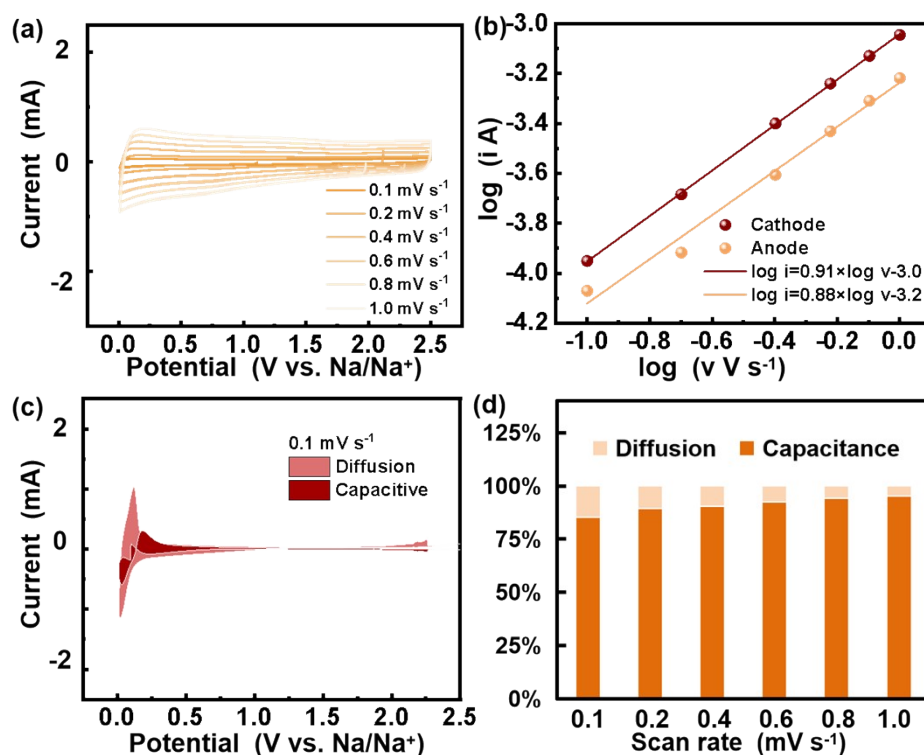 (a)
2
0
-2
Current (mA)
0.1 mV s⁻¹
0.2 mV s⁻¹
0.4 mV s⁻¹
0.6 mV s⁻¹
0.8 mV s⁻¹
1.0 mV s⁻¹
0.0 0.5 1.0 1.5 2.0 2.5
Potential (V vs. Na/Na⁺)
(b)
-3.0
-3.2
-3.4
-3.6
-3.8
-4.0
-4.2
log (i A)
Cathode
Anode
log i=0.91×log v-3.0
log i=0.88×log v-3.2
-1.0 -0.8 -0.6 -0.4 -0.2 0.0
log (v V s⁻¹)
(c)
2
0
-2
Current (mA)
0.1 mV s⁻¹
Diffusion
Capacitive
0.0 0.5 1.0 1.5 2.0 2.5
Potential (V vs. Na/Na⁺)
(d)
125%
100%
75%
50%
25%
0%
Diffusion Capacitance
0.1 0.2 0.4 0.6 0.8 1.0
Scan rate (mV s⁻¹)